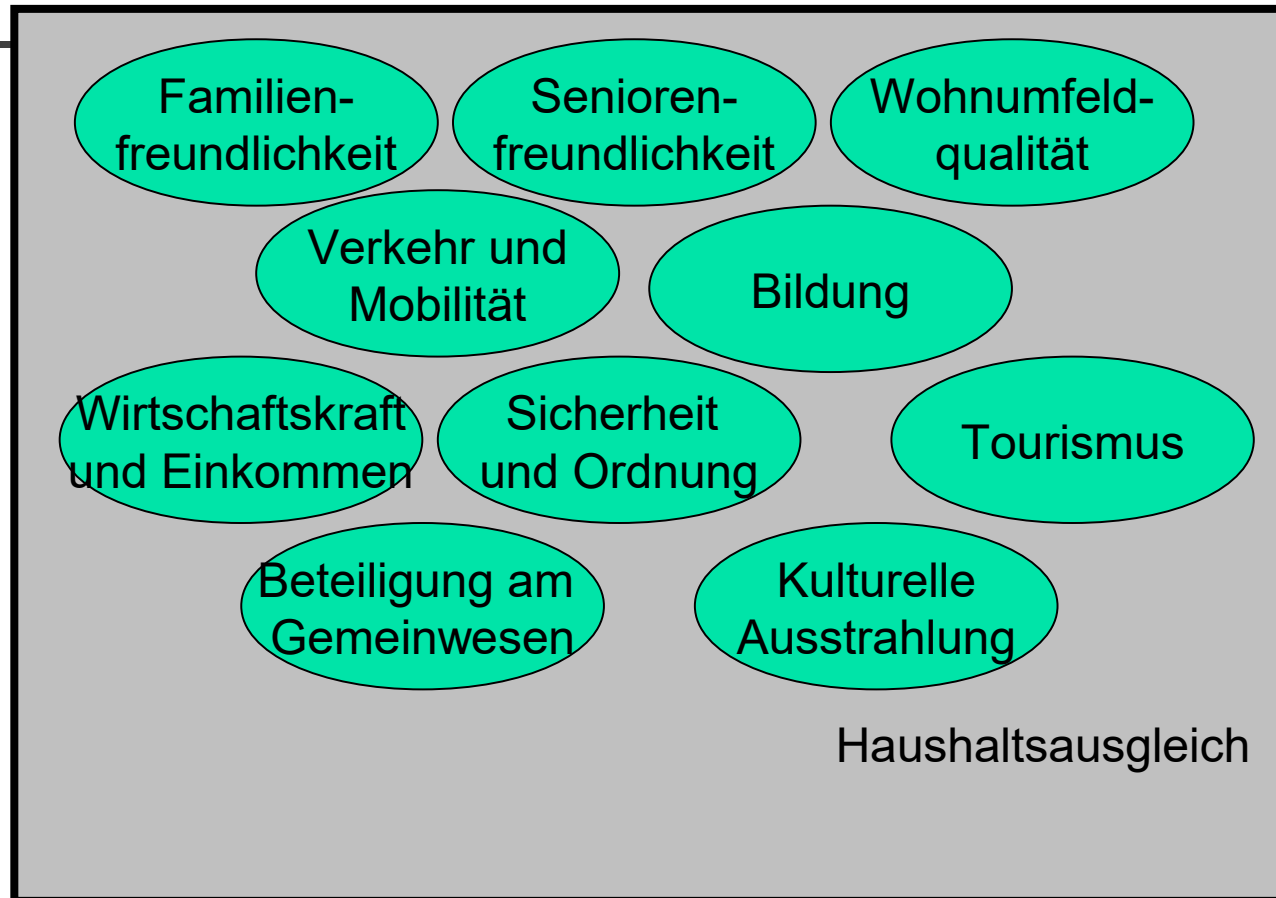 Familien-
freundlichkeit
Senioren-
freundlichkeit
Wohnumfeld-
qualität
Verkehr und
Mobilität
Bildung
Wirtschaftskraft
und Einkommen
Sicherheit
und Ordnung
Tourismus
Beteiligung am
Gemeinwesen
Kulturelle
Ausstrahlung
Haushaltsausgleich